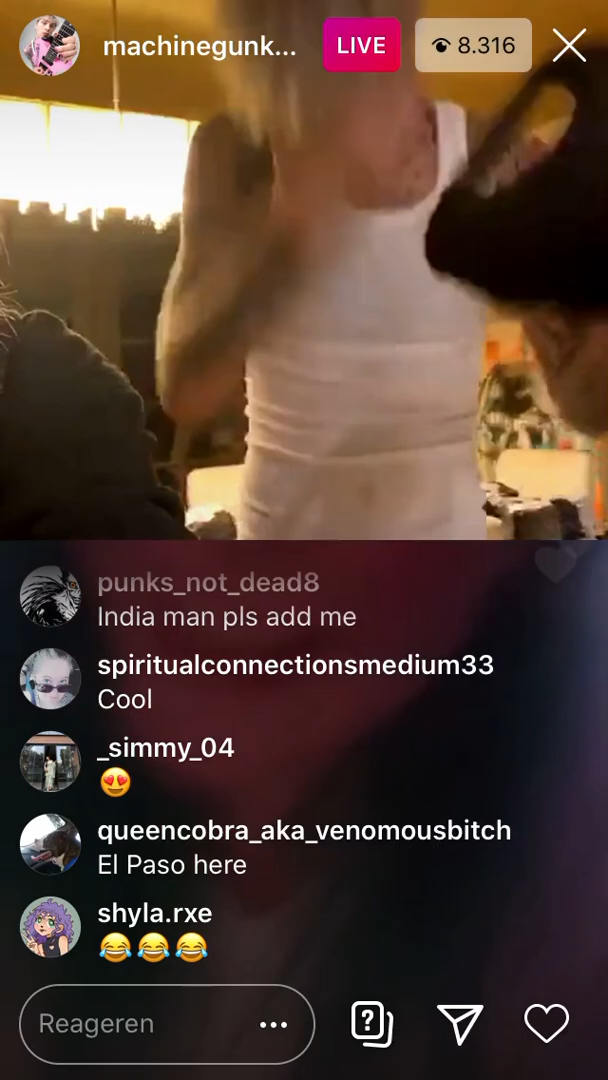 machinegunk...
LIVE
8.316
punks_not_dead8
India man pls add me
spiritualconnectionsmedium33
Cool
_simmy_04
😍
queencobra_aka_venomousbitch
El Paso here
shyla.rxe
😂😂😂
Reageren